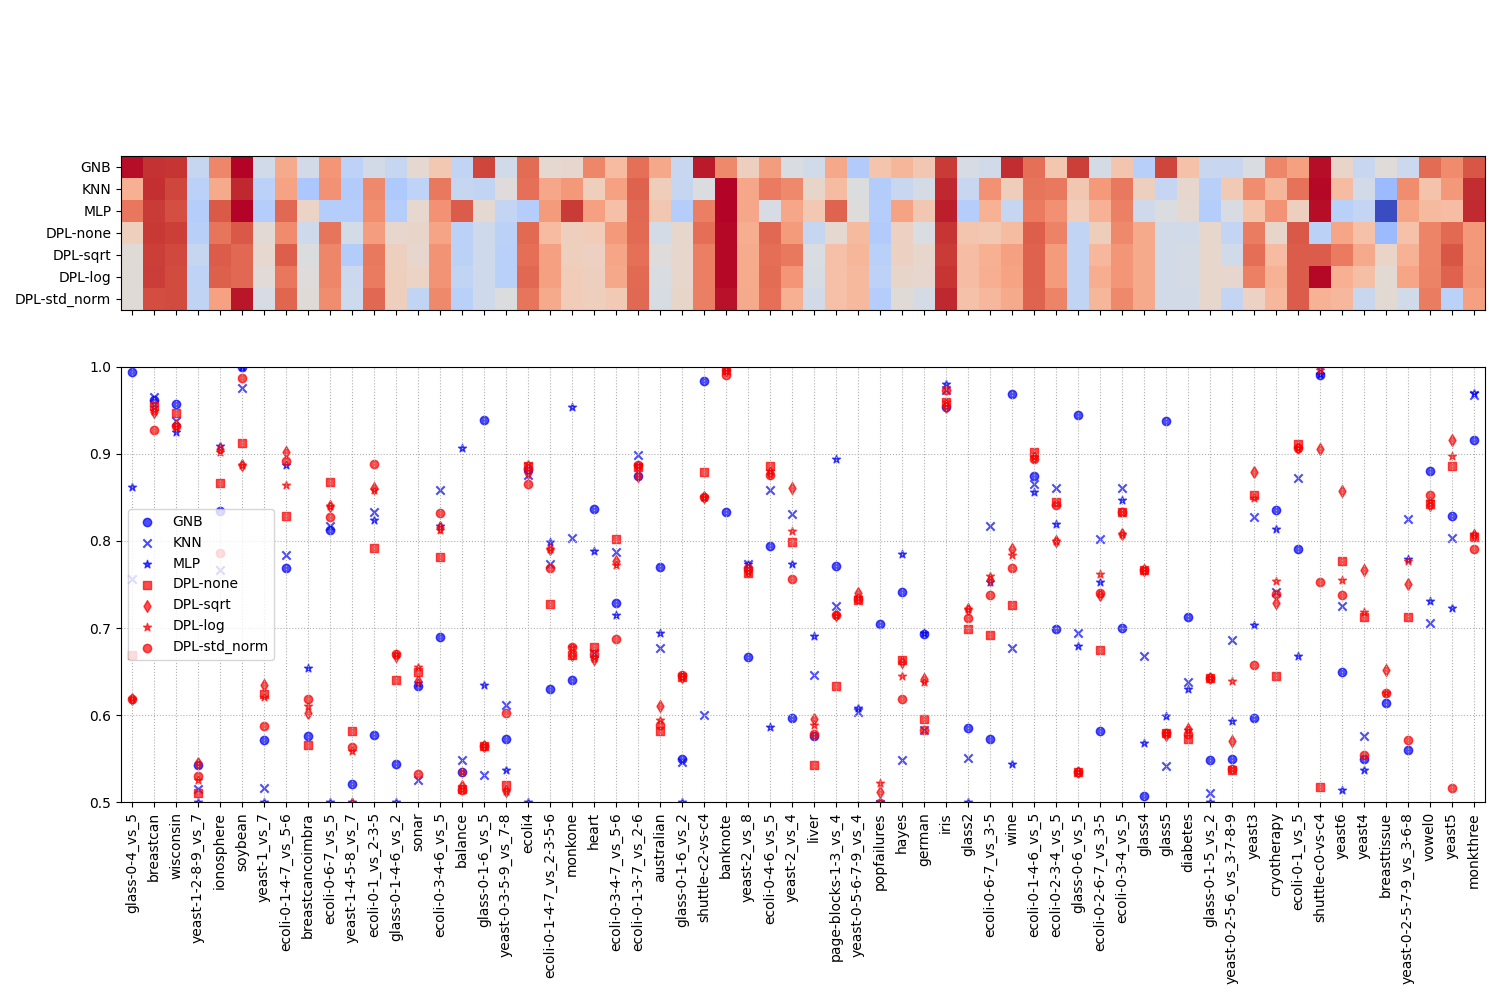 GNB
KNN
MLP
DPL-none
DPL-sqrt
DPL-log
DPL-std_norm
1.0
0.9
0.8
0.7
0.6
0.5
GNB
KNN
MLP
DPL-none
DPL-sqrt
DPL-log
DPL-std_norm
glass-0-4_vs_5
breastcan
wisconsin
yeast-1-2-8-9_vs_7
ionosphere
soybean
yeast-1_vs_7
ecoli-0-1-4-7_vs_5-6
breastcancoimbra
ecoli-0-6-7_vs_5
yeast-1-4-5-8_vs_7
ecoli-0-1_vs_2-3-5
glass-0-1-4-6_vs_2
sonar
ecoli-0-3-4-6_vs_5
balance
glass-0-1-6_vs_5
yeast-0-3-5-9_vs_7-8
ecoli4
ecoli-0-1-4-7_vs_2-3-5-6
monkone
heart
ecoli-0-3-4-7_vs_5-6
ecoli-0-1-3-7_vs_2-6
australian
glass-0-1-6_vs_2
shuttle-c2-vs-c4
banknote
yeast-2_vs_8
ecoli-0-4-6_vs_5
yeast-2_vs_4
liver
page-blocks-1-3_vs_4
yeast-0-5-6-7-9_vs_4
popfailures
hayes
german
glass2
ecoli-0-6-7_vs_3-5
wine
ecoli-0-1-4-6_vs_5
ecoli-0-2-3-4_vs_5
glass-0-6_vs_5
ecoli-0-2-6-7_vs_3-5
ecoli-0-3-4_vs_5
glass4
glass5
diabetes
glass-0-1-5_vs_2
yeast-0-2-5-6_vs_3-7-8-9
yeast3
cryotherapy
ecoli-0-1_vs_5
shuttle-c0-vs-c4
yeast6
yeast4
breasttissue
yeast-0-2-5-7-9_vs_3-6-8
vowel0
yeast5
monkthree